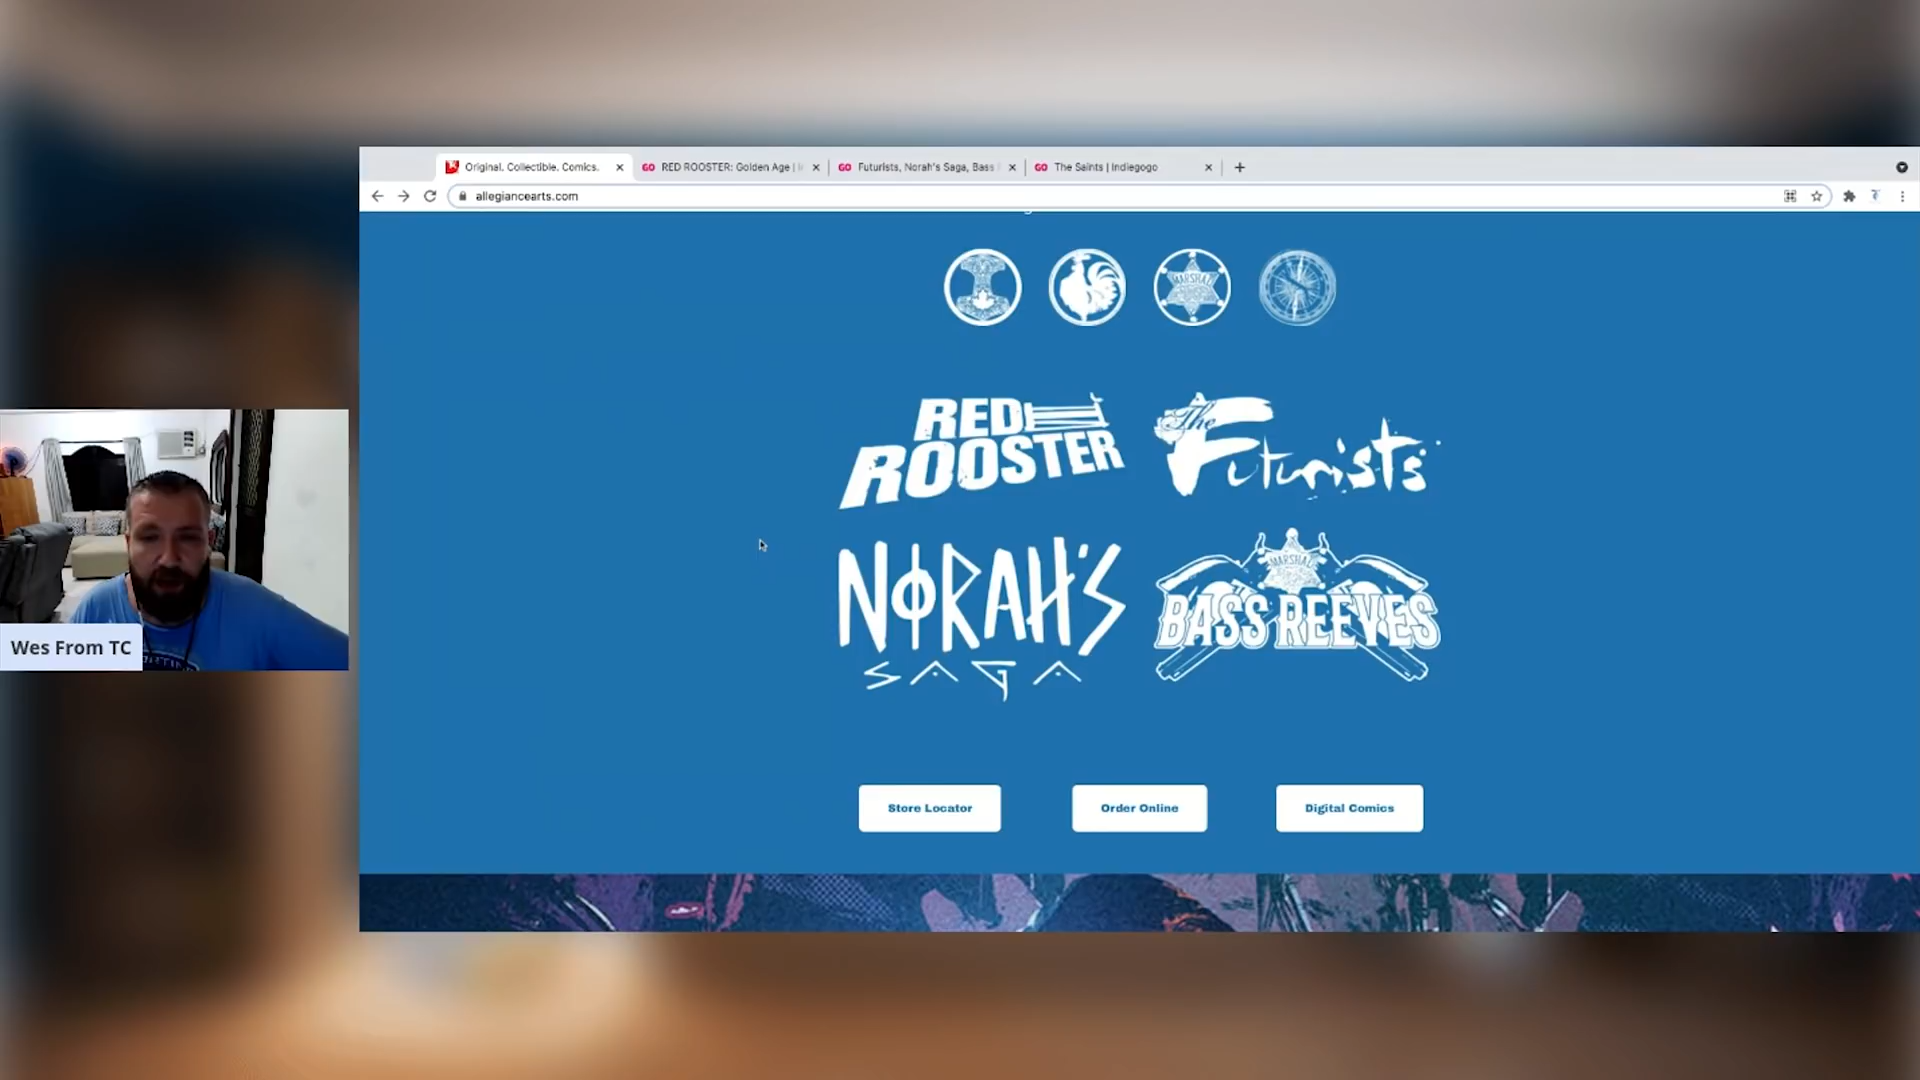 Original. Collectible. Comics.
RED ROOSTER: Golden Age |
Futurists, Norah's Saga, Bass
The Saints | Indiegogo
allegiancearts.com
MARSHAL
RED ROOSTER
The Futurists
NORAH'S
SAGA
MARSHAL
BASS REEVES
Store Locator
Order Online
Digital Comics
Wes From TC